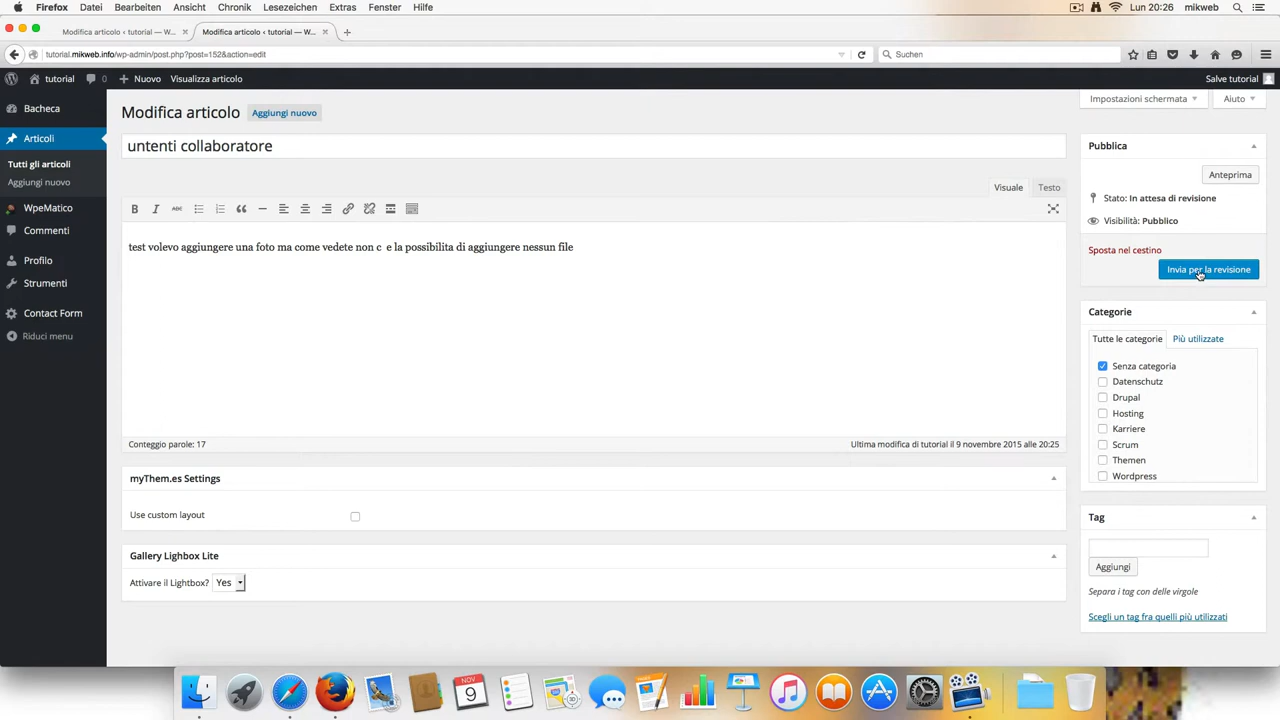 Firefox Datei Bearbeiten Ansicht Chronik Lesezeichen Extras Fenster Hilfe Lun 20:26 mikweb
Modifica articolo ‹ tutorial — W... × Modifica articolo ‹ tutorial — W... × +
tutorial.mikweb.info/wp-admin/post.php?post=152&action=edit Suchen
tutorial 0 + Nuovo Visualizza articolo Salve tutorial
Impostazioni schermata Aiuto
Bacheca
Articoli
Tutti gli articoli
Aggiungi nuovo
WpeMatico
Commenti
Profilo
Strumenti
Contact Form
Riduci menu
Modifica articolo Aggiungi nuovo
untenti collaboratore
Visuale Testo
B I ABC
test volevo aggiungere una foto ma come vedete non c e la possibilita di aggiungere nessun file
Conteggio parole: 17 Ultima modifica di tutorial il 9 novembre 2015 alle 20:25
myThem.es Settings
Use custom layout
Gallery Lighbox Lite
Attivare il Lightbox? Yes
Pubblica
Anteprima
Stato: In attesa di revisione
Visibilità: Pubblico
Sposta nel cestino
Invia per la revisione
Categorie
Tutte le categorie Più utilizzate
Senza categoria
Datenschutz
Drupal
Hosting
Karriere
Scrum
Themen
Wordpress
Tag
Aggiungi
Separa i tag con delle virgole
Scegli un tag fra quelli più utilizzati
NOV
9